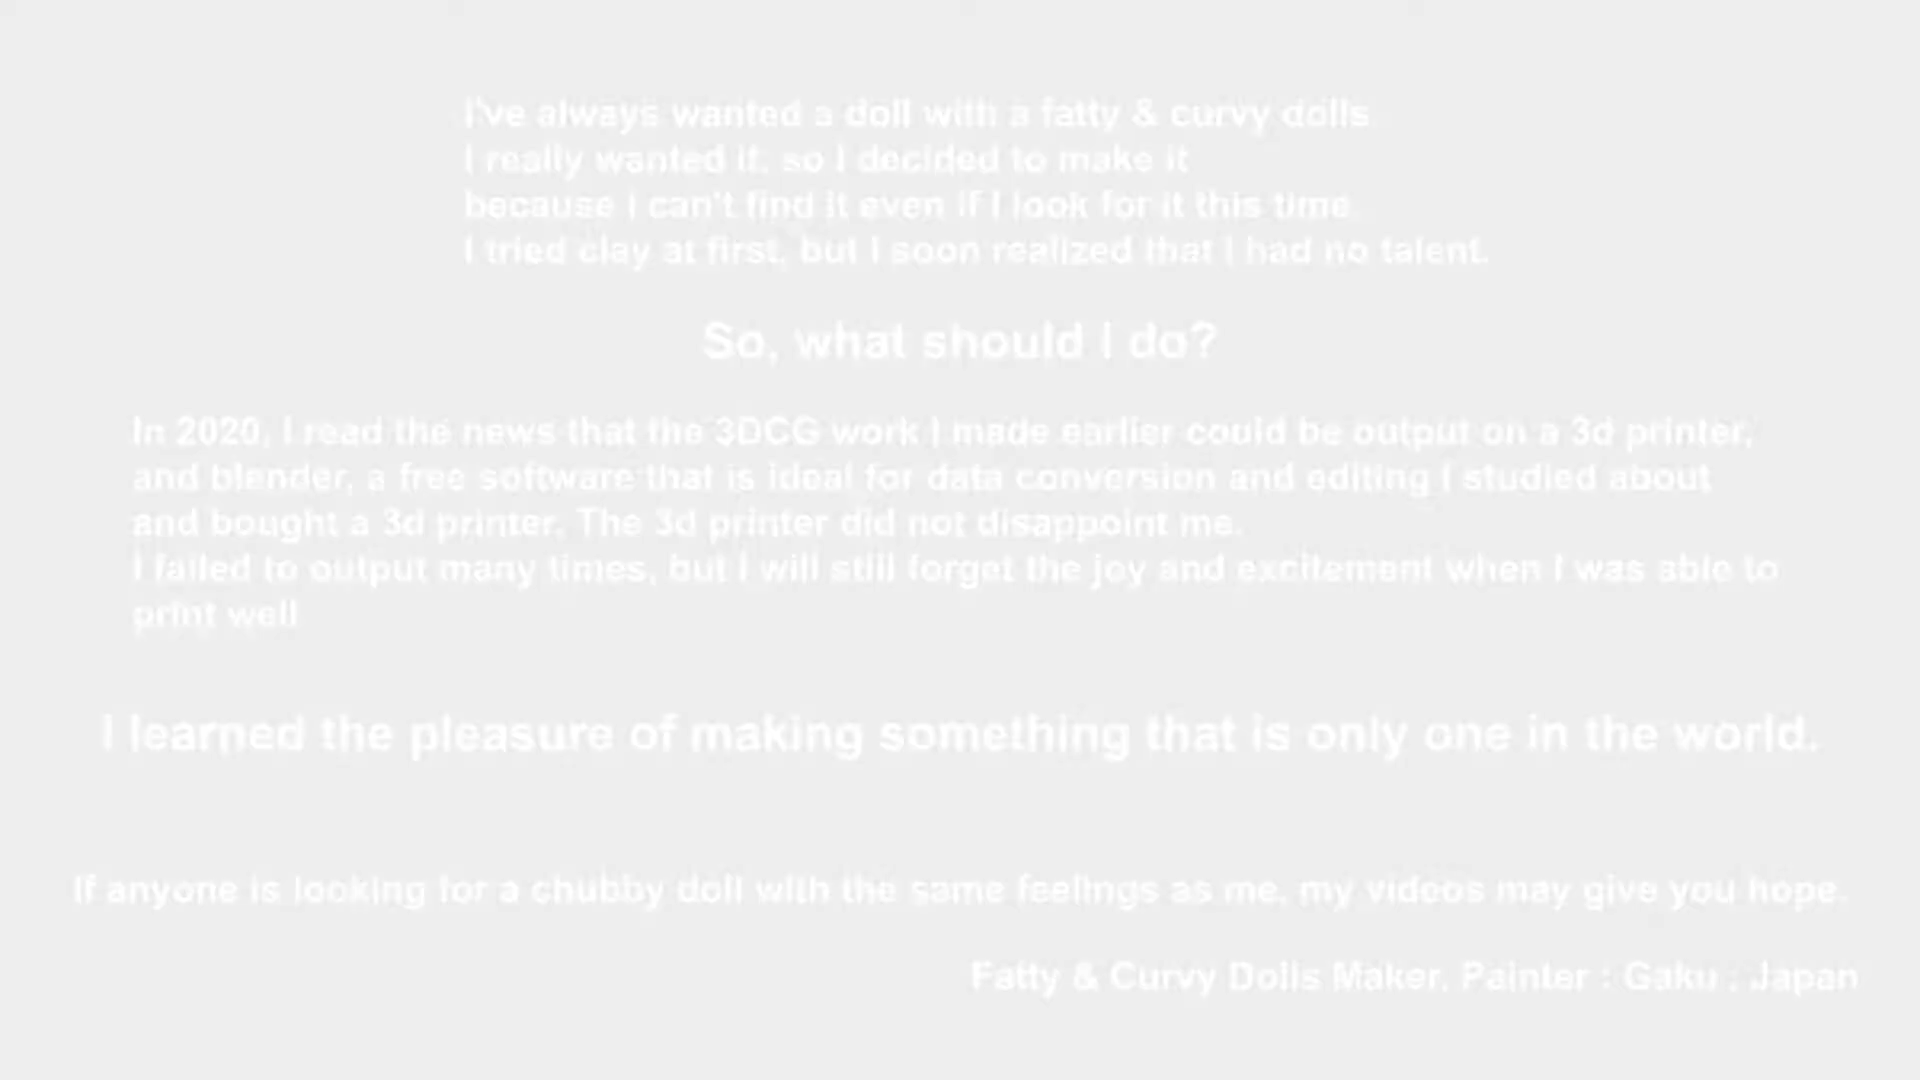 I've always wanted a doll with a fatty & curvy dolls.
I really wanted it, so I decided to make it
because I can't find it even if I look for it this time.
I tried clay at first, but I soon realized that I had no talent.
So, what should I do?
In 2020, I read the news that the 3DCG work I made earlier could be output on a 3d printer,
and blender, a free software that is ideal for data conversion and editing I studied about
and bought a 3d printer. The 3d printer did not disappoint me.
I failed to output many times, but I will still forget the joy and excitement when I was able to
print well
I learned the pleasure of making something that is only one in the world.
If anyone is looking for a chubby doll with the same feelings as me, my videos may give you hope.
Fatty & Curvy Dolls Maker, Painter : Gaku : Japan